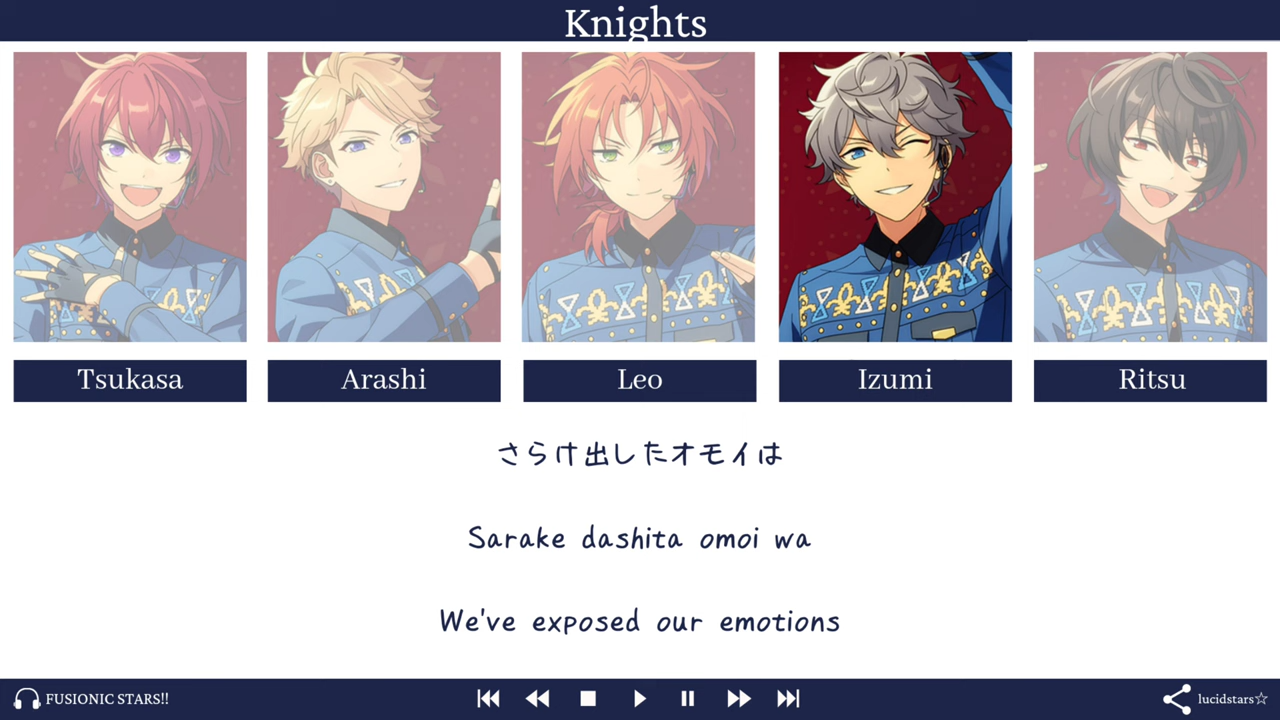 Knights
Tsukasa
Arashi
Leo
Izumi
Ritsu
さらけ出したオモイは
Sarake dashita omoi wa
We've exposed our emotions
FUSIONIC STARS!!
lucidstars☆